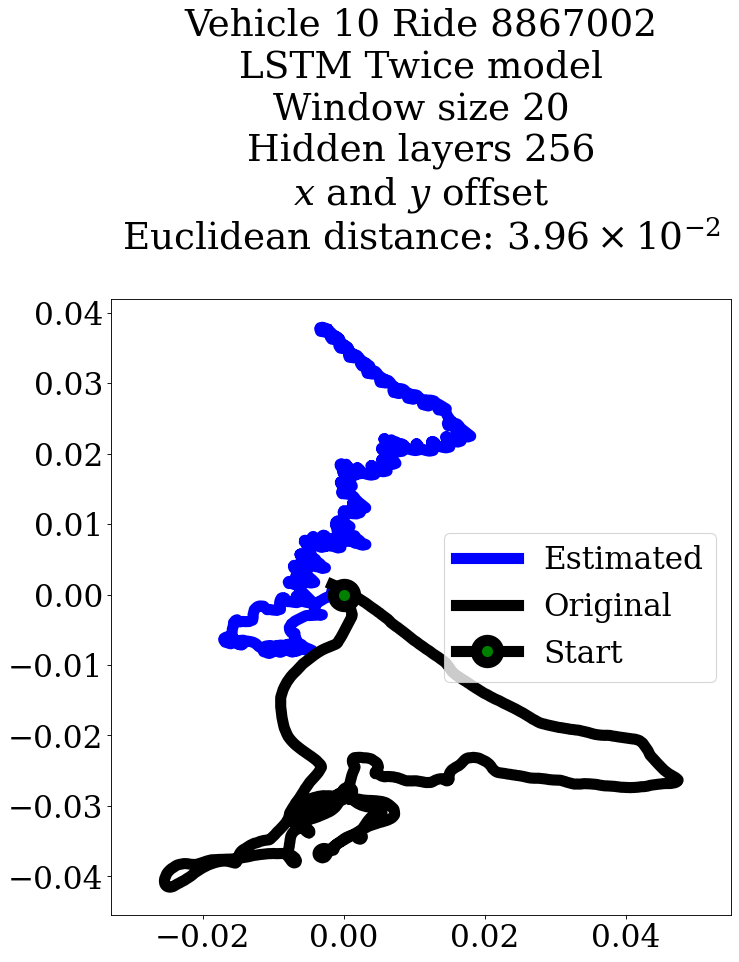 Vehicle 10 Ride 8867002
LSTM Twice model
Window size 20
Hidden layers 256
x and y offset
Euclidean distance: 3.96 × 10⁻²
0.04
0.03
0.02
0.01
0.00
−0.01
−0.02
−0.03
−0.04
Estimated
Original
Start
−0.02 0.00 0.02 0.04